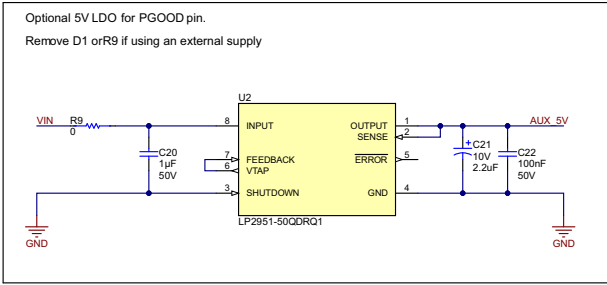 Optional 5V LDO for PGOOD pin.
Remove D1 orR9 if using an external supply
U2
VIN
R9
0
8
INPUT
OUTPUT
1
AUX_5V
SENSE
2
C20
1µF
50V
7
FEEDBACK
6
VTAP
ERROR
5
C21
10V
2.2uF
C22
100nF
50V
3
SHUTDOWN
GND
4
LP2951-50QDRQ1
GND
GND